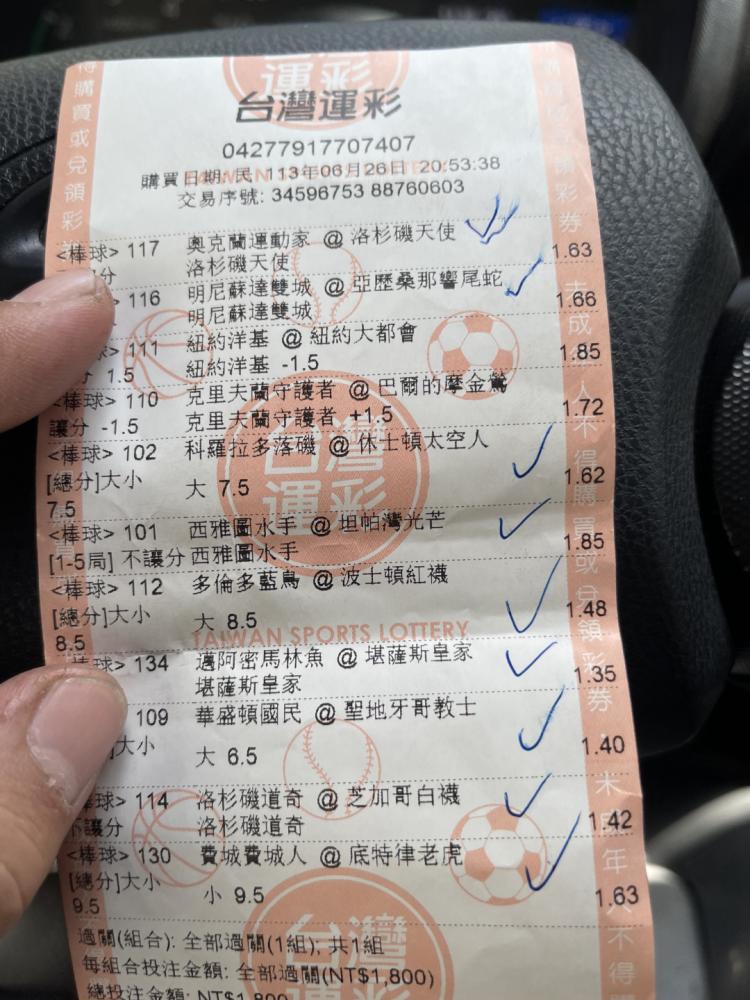 台灣運彩
04277917707407
購買日期: 民 113年06月26日 20:53:38
交易序號: 34596753 88760603
<棒球> 117 奧克蘭運動家 @ 洛杉磯天使
分 洛杉磯天使 1.63
116 明尼蘇達雙城 @ 亞歷桑那響尾蛇
明尼蘇達雙城 1.66
球> 111 紐約洋基 @ 紐約大都會
1.5 紐約洋基 -1.5 1.85
<棒球> 110 克里夫蘭守護者 @ 巴爾的摩金鶯
讓分 -1.5 克里夫蘭守護者 +1.5 1.72
<棒球> 102 科羅拉多落磯 @ 休士頓太空人
[總分]大小 大 7.5 1.62
7.5
<棒球> 101 西雅圖水手 @ 坦帕灣光芒
[1-5局] 不讓分 西雅圖水手 1.85
<棒球> 112 多倫多藍鳥 @ 波士頓紅襪
[總分]大小 大 8.5 1.48
8.5
TAIWAN SPORTS LOTTERY
球> 134 邁阿密馬林魚 @ 堪薩斯皇家
堪薩斯皇家 1.35
109 華盛頓國民 @ 聖地牙哥教士
大小 大 6.5 1.40
球> 114 洛杉磯道奇 @ 芝加哥白襪
不讓分 洛杉磯道奇 1.42
<棒球> 130 費城費城人 @ 底特律老虎
[總分]大小 小 9.5 1.63
9.5
過關(組合): 全部過關(1組); 共1組
每組合投注金額: 全部過關(NT$1,800)
總投注金額: NT$1,800